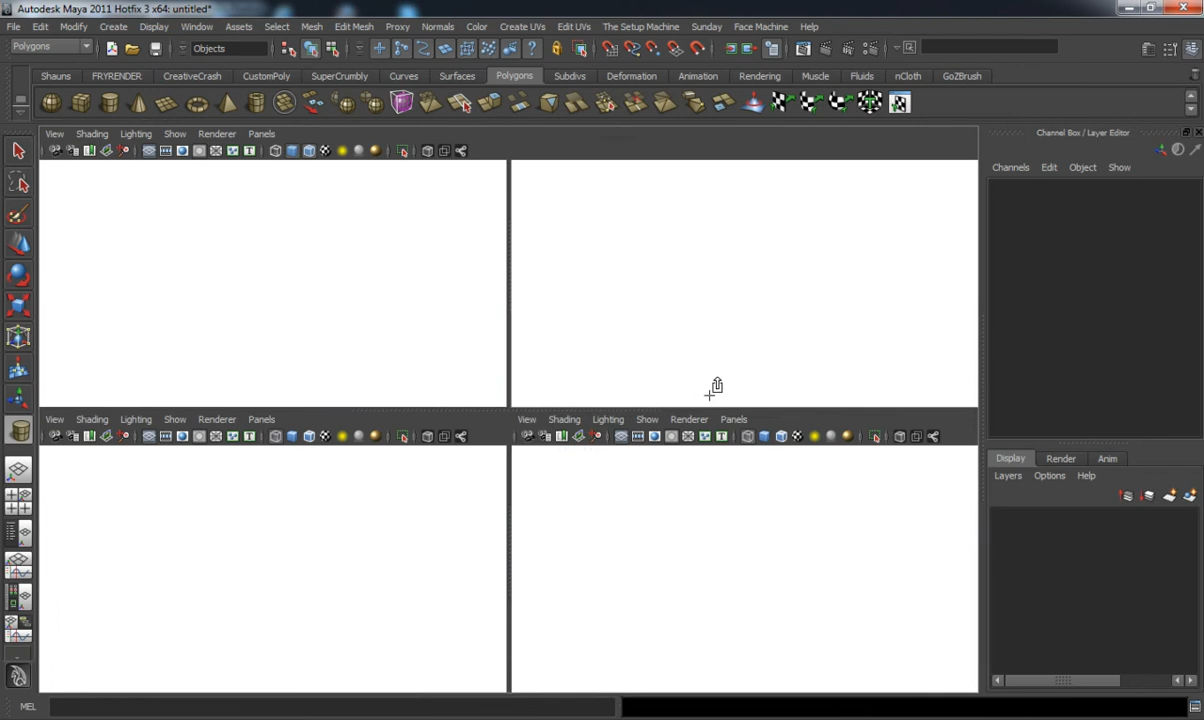 Autodesk Maya 2011 Hotfix 3 x64: untitled*
File Edit Modify Create Display Window Assets Select Mesh Edit Mesh Proxy Normals Color Create UVs Edit UVs The Setup Machine Sunday Face Machine Help
Polygons Objects
Shauns FRYRENDER CreativeCrash CustomPoly SuperCrumbly Curves Surfaces Polygons Subdivs Deformation Animation Rendering Muscle Fluids nCloth GoZBrush
View Shading Lighting Show Renderer Panels
Channel Box / Layer Editor
Channels Edit Object Show
View Shading Lighting Show Renderer Panels View Shading Lighting Show Renderer Panels
Display Render Anim
Layers Options Help
MEL